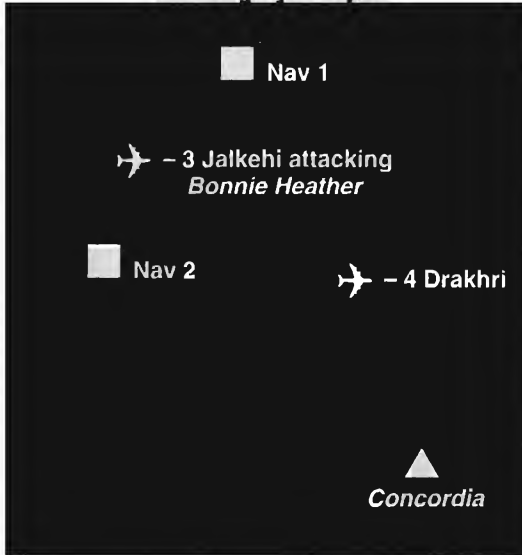 Nav 1
– 3 Jalkehi attacking
Bonnie Heather
Nav 2
– 4 Drakhri
Concordia